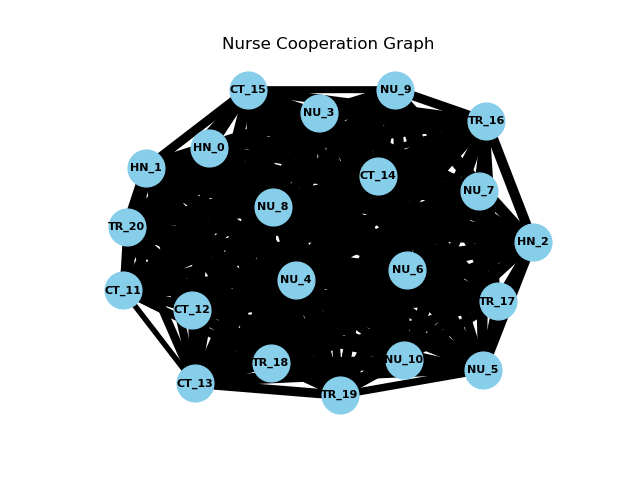 Nurse Cooperation Graph
CT_15
NU_9
NU_3
TR_16
HN_0
HN_1
CT_14
NU_7
NU_8
TR_20
HN_2
NU_6
NU_4
CT_11
TR_17
CT_12
NU_10
TR_18
NU_5
CT_13
TR_19